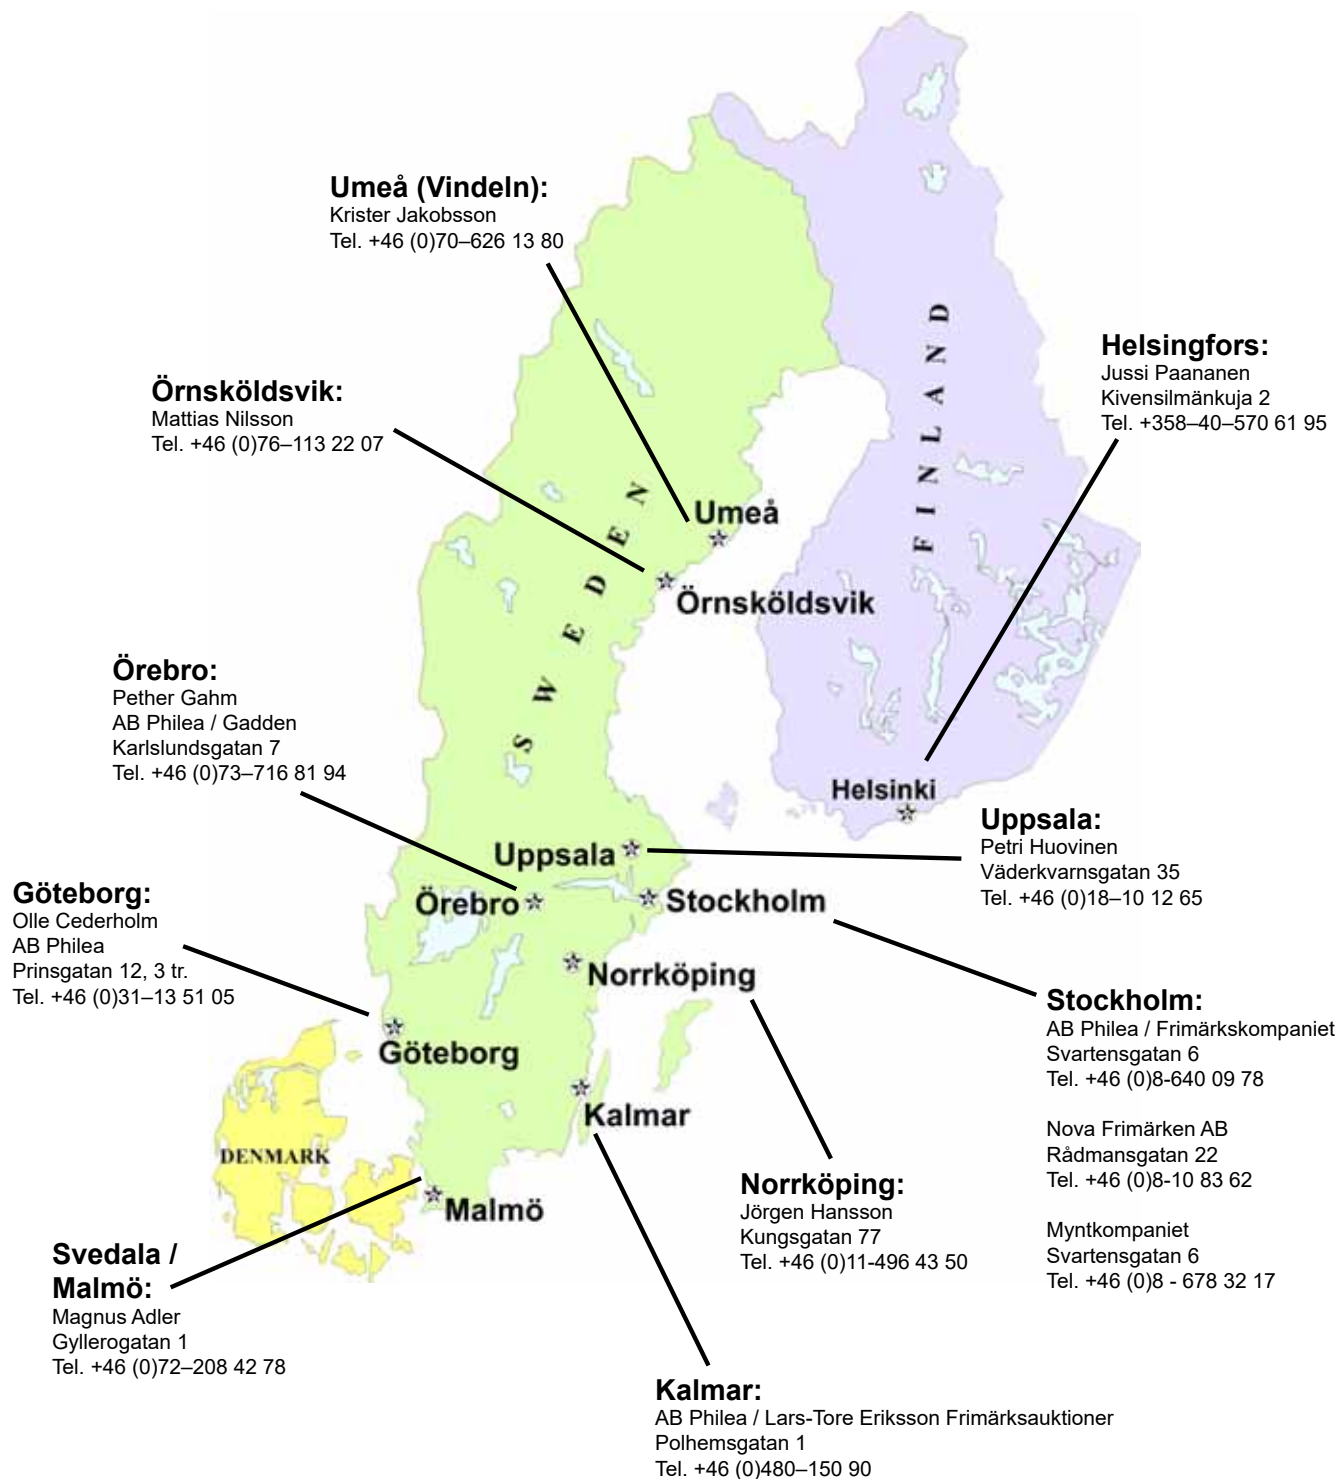 Umeå (Vindeln):
Krister Jakobsson
Tel. +46 (0)70–626 13 80
Helsingfors:
Jussi Paananen
Kivensilmänkuja 2
Tel. +358–40–570 61 95
Örnsköldsvik:
Mattias Nilsson
Tel. +46 (0)76–113 22 07
FINLAND
SWEDEN
Umeå
Örnsköldsvik
Örebro:
Pether Gahm
AB Philea / Gadden
Karlslundsgatan 7
Tel. +46 (0)73–716 81 94
Helsinki
Uppsala:
Petri Huovinen
Väderkvarnsgatan 35
Tel. +46 (0)18–10 12 65
Uppsala
Örebro
Stockholm
Göteborg:
Olle Cederholm
AB Philea
Prinsgatan 12, 3 tr.
Tel. +46 (0)31–13 51 05
Norrköping
Stockholm:
AB Philea / Frimärkskompaniet
Svartensgatan 6
Tel. +46 (0)8-640 09 78
Nova Frimärken AB
Rådmansgatan 22
Tel. +46 (0)8-10 83 62
Myntkompaniet
Svartensgatan 6
Tel. +46 (0)8 - 678 32 17
Göteborg
Kalmar
DENMARK
Malmö
Norrköping:
Jörgen Hansson
Kungsgatan 77
Tel. +46 (0)11-496 43 50
Svedala /
Malmö:
Magnus Adler
Gyllerogatan 1
Tel. +46 (0)72–208 42 78
Kalmar:
AB Philea / Lars-Tore Eriksson Frimärksauktioner
Polhemsgatan 1
Tel. +46 (0)480–150 90